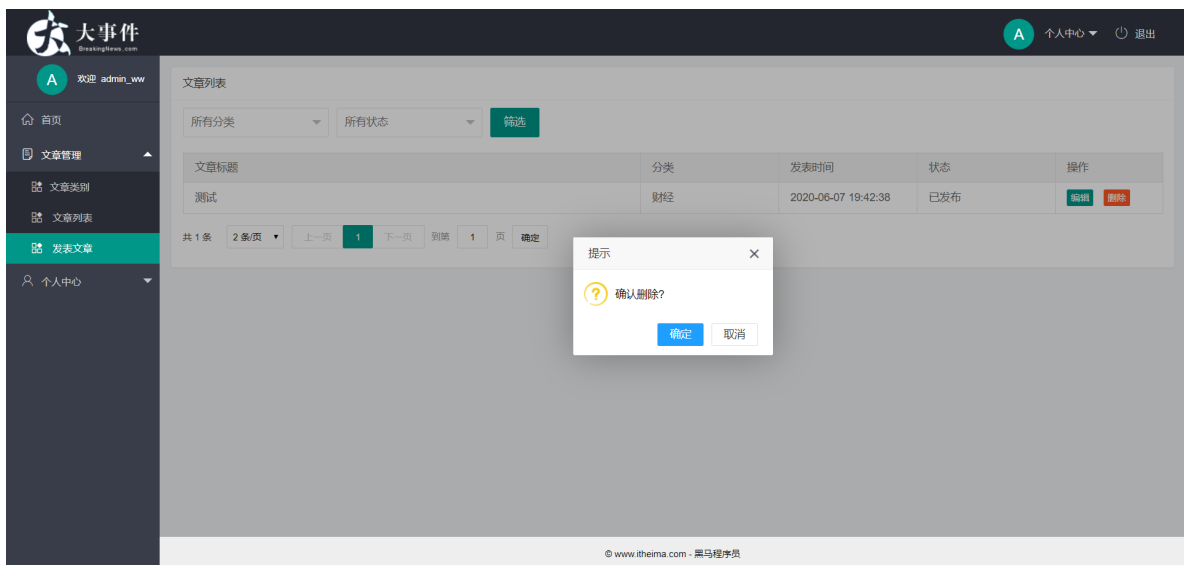 大事件
BreakingNews.com
A 个人中心 退出
A 欢迎 admin_ww
首页
文章管理
文章类别
文章列表
发表文章
个人中心
文章列表
所有分类 所有状态 筛选
文章标题 分类 发表时间 状态 操作
测试 财经 2020-06-07 19:42:38 已发布 编辑 删除
共 1 条 2 条/页 上一页 1 下一页 到第 1 页 确定
提示
? 确认删除?
确定 取消
© www.itheima.com - 黑马程序员